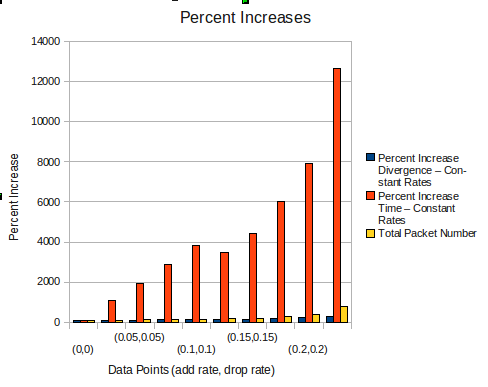 Percent Increases
14000
12000
10000
8000
6000
4000
2000
0
Percent Increase
(0,0)
(0.05,0.05)
(0.1,0.1)
(0.15,0.15)
(0.2,0.2)
Data Points (add rate, drop rate)
Percent Increase
Divergence – Con-
stant Rates
Percent Increase
Time – Constant
Rates
Total Packet Number